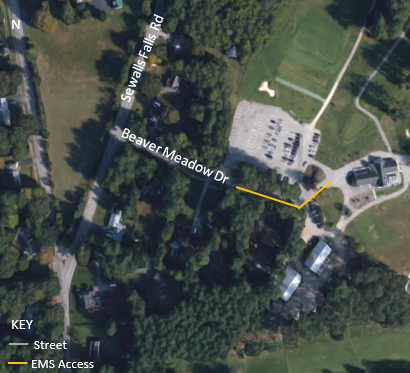 N
Sewalls Falls Rd
Beaver Meadow Dr
KEY
Street
EMS Access